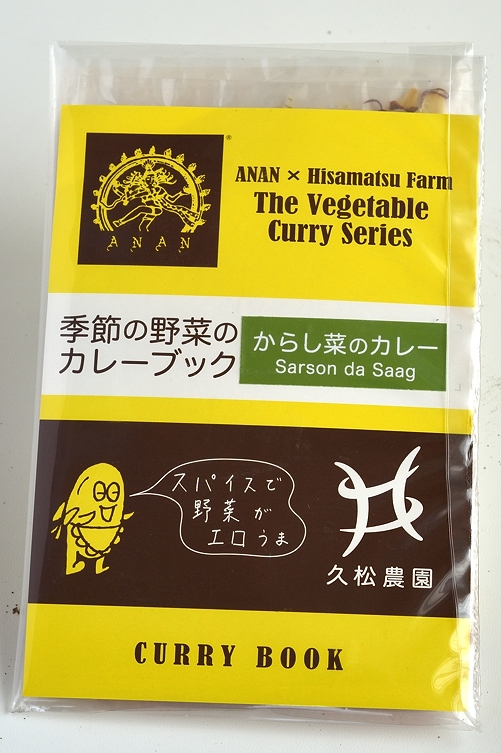 ANAN
®
ANAN × Hisamatsu Farm
The Vegetable
Curry Series
季節の野菜の
カレーブック
からし菜のカレー
Sarson da Saag
スパイスで
野菜が
エロうま
久松農園
CURRY BOOK